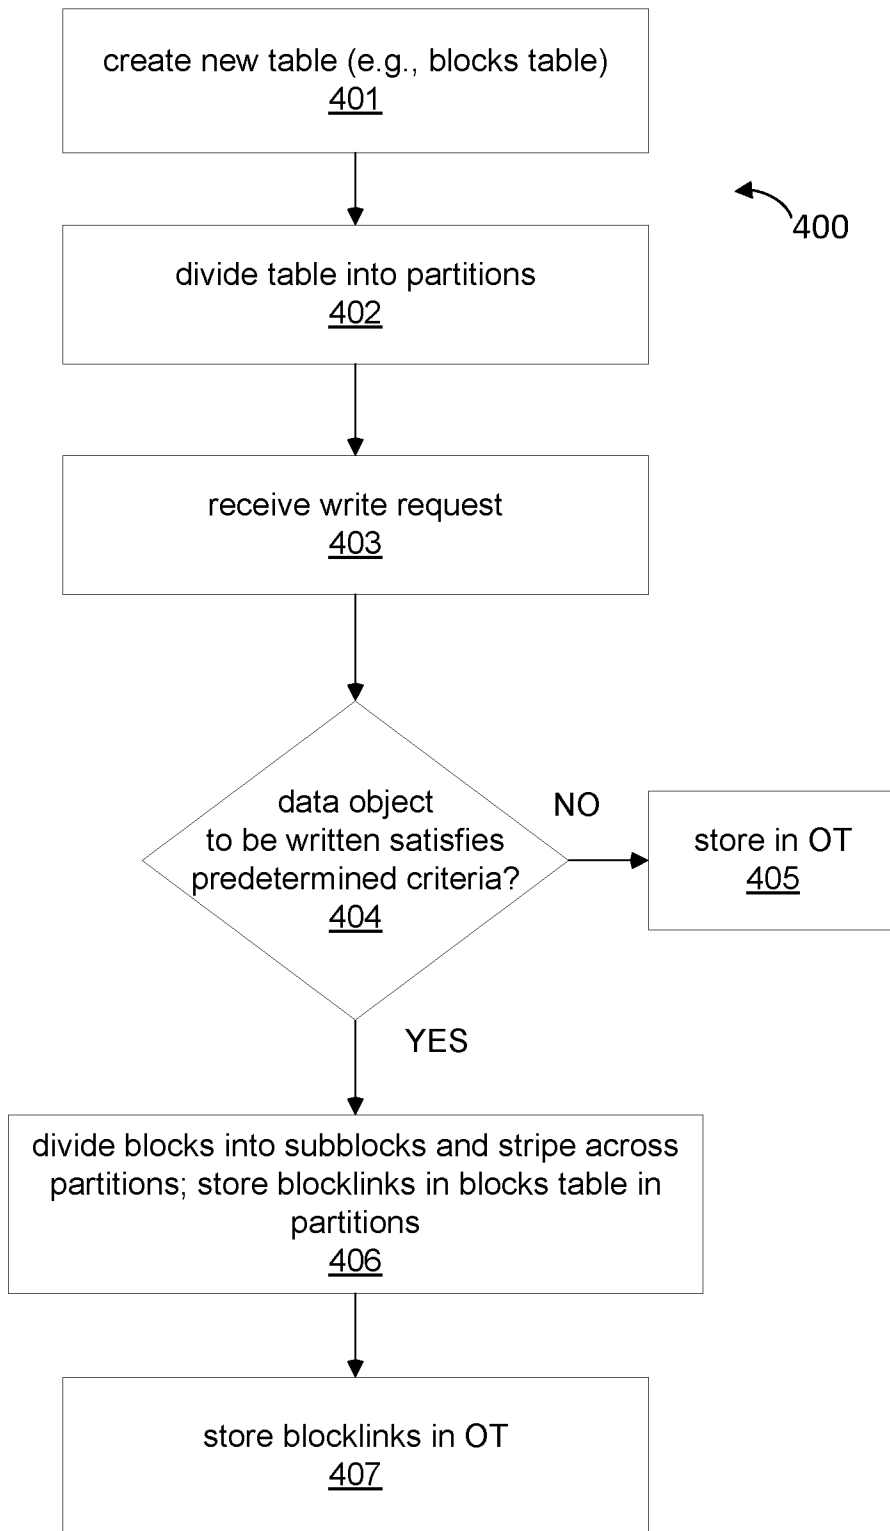 create new table (e.g., blocks table)
401
400
divide table into partitions
402
receive write request
403
data object
to be written satisfies
predetermined criteria?
404
NO
store in OT
405
YES
divide blocks into subblocks and stripe across
partitions; store blocklinks in blocks table in
partitions
406
store blocklinks in OT
407